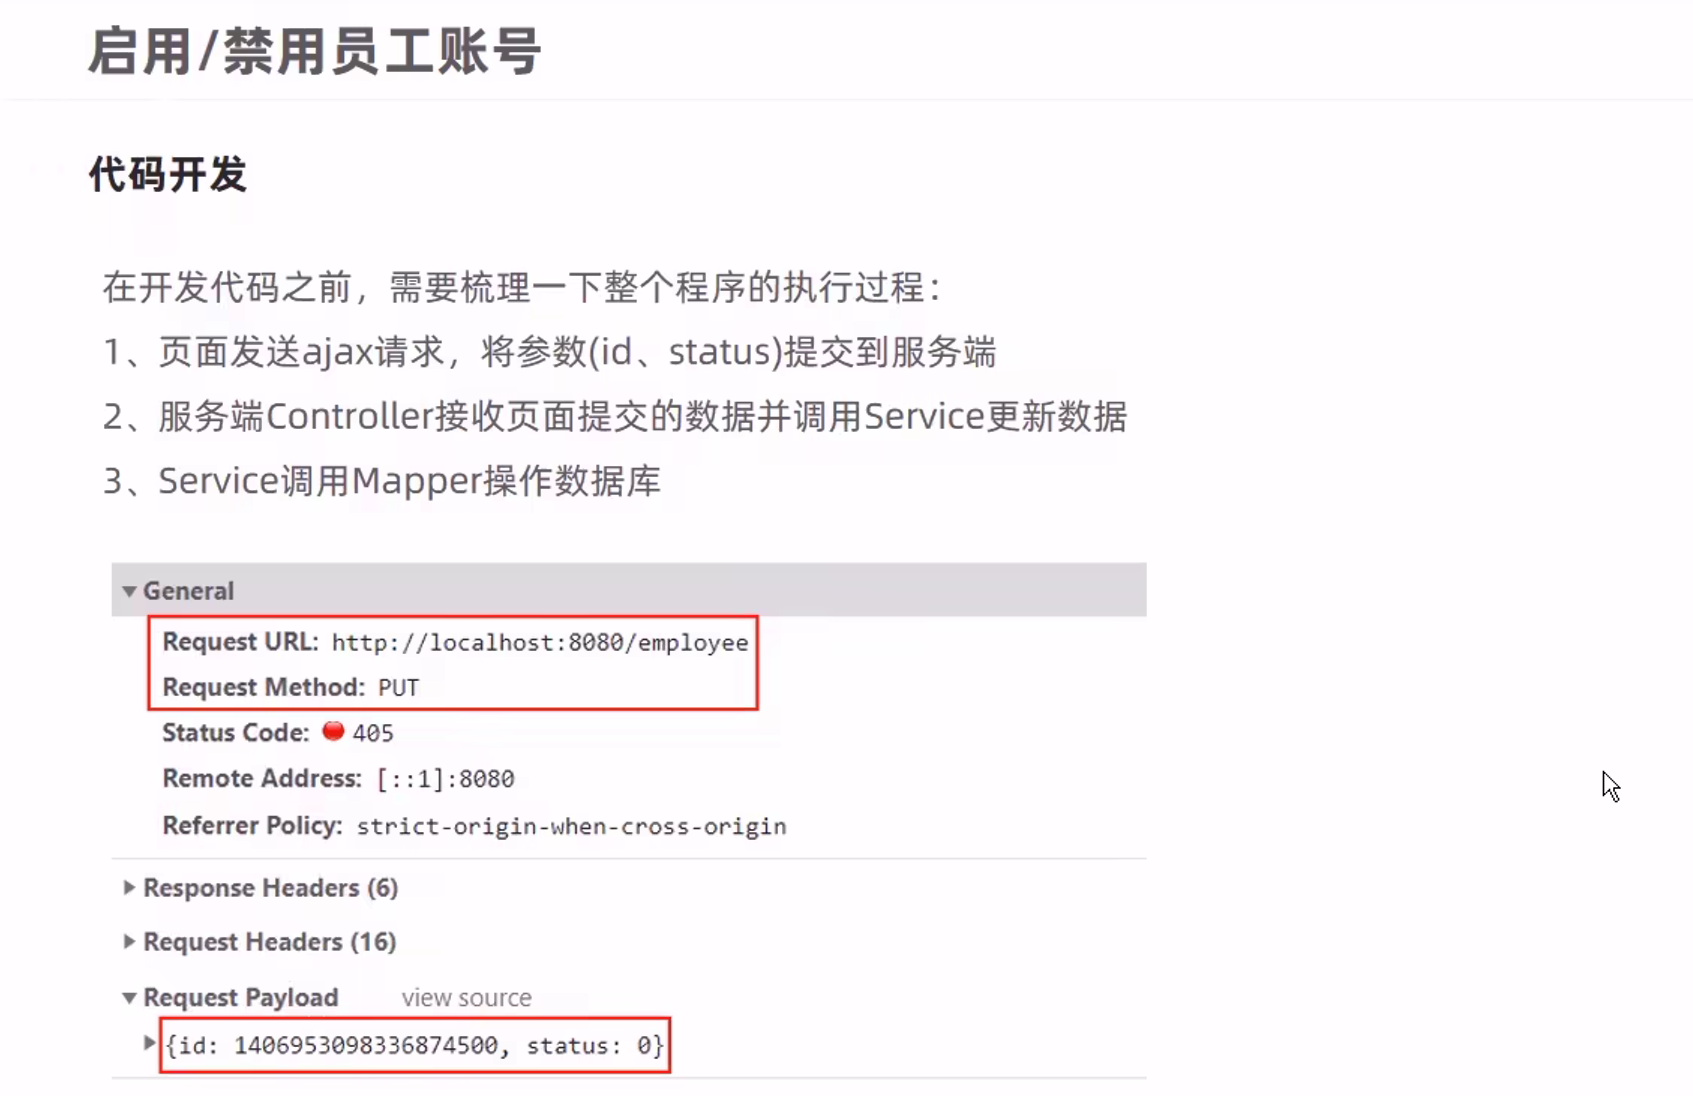 启用/禁用员工账号
代码开发
在开发代码之前，需要梳理一下整个程序的执行过程：
1、页面发送ajax请求，将参数(id、status)提交到服务端
2、服务端Controller接收页面提交的数据并调用Service更新数据
3、Service调用Mapper操作数据库
General
Request URL: http://localhost:8080/employee
Request Method: PUT
Status Code: 405
Remote Address: [::1]:8080
Referrer Policy: strict-origin-when-cross-origin
Response Headers (6)
Request Headers (16)
Request Payload view source
{id: 1406953098336874500, status: 0}